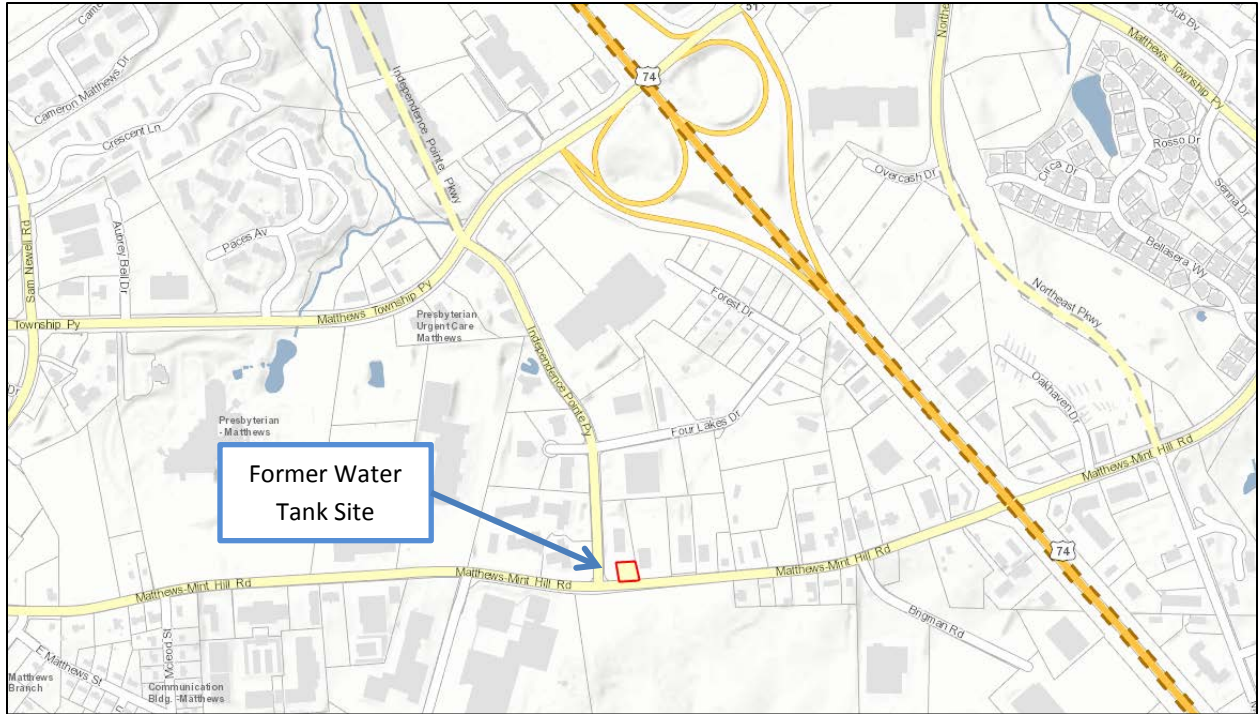 Cameron Matthews Dr
Crescent Ln
Independence Pointe Pkwy
51
74
Northe
s Club Bv
Matthews Township Py
Rosso Dr
Circa Dr
Senna Dr
Overcash Dr
Bellasera Wy
Sam Newell Rd
Aubrey Bell Dr
Paces Av
Township Py
Matthews Township Py
Presbyterian
Urgent Care
Matthews
Forest Dr
Northeast Pkwy
Independence Pointe Py
Presbyterian
- Matthews
Four Lakes Dr
Oakhaven Dr
Matthews-Mint Hill Rd
Former Water
Tank Site
74
Matthews-Mint Hill Rd
Matthews-Mint Hill Rd
Matthews-Mint Hill Rd
Brigman Rd
Mcleod St
E Matthews St
Matthews
Branch
Communication
Bldg. -Matthews